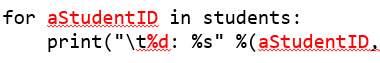 for aStudentID in students:
    print("\t%d: %s" %(aStudentID,